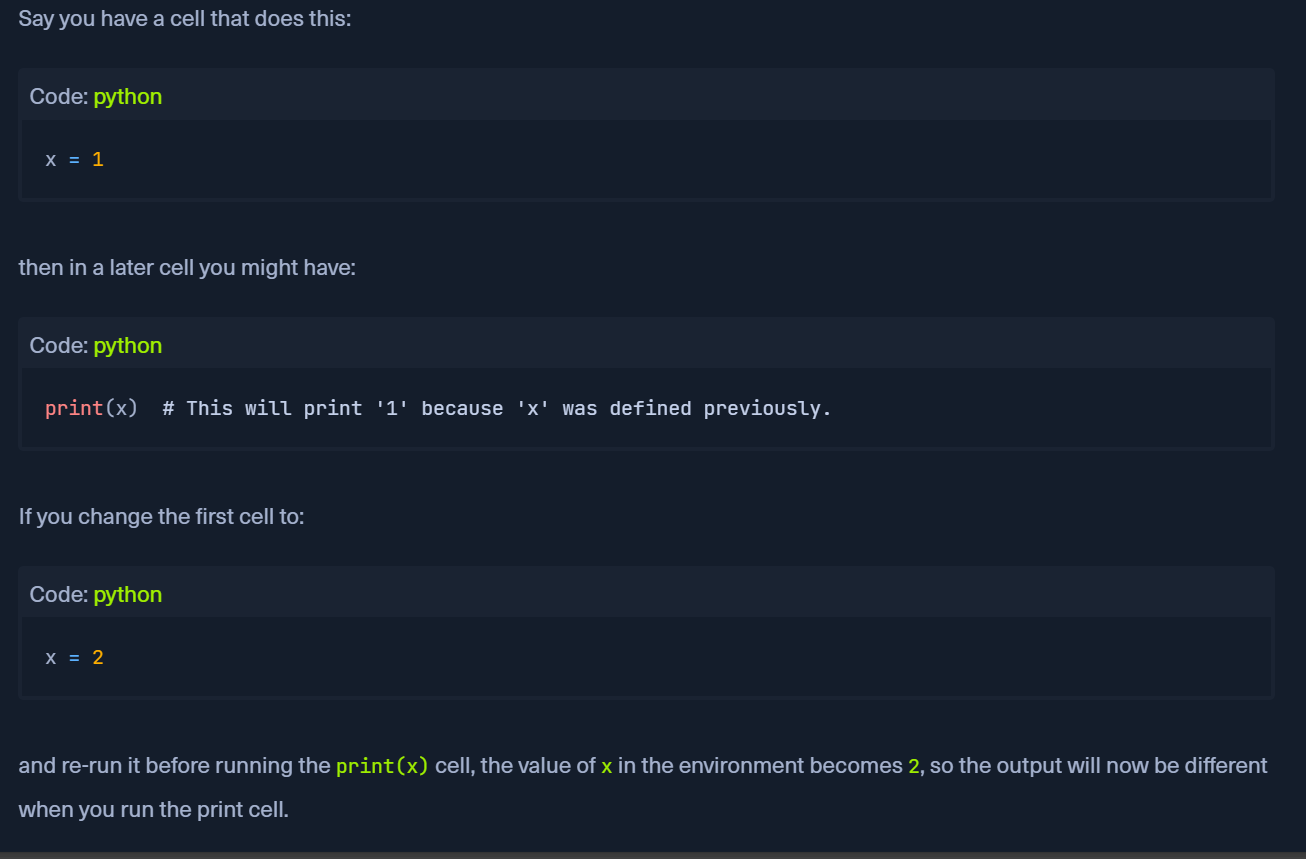 Say you have a cell that does this:
Code: python
x = 1
then in a later cell you might have:
Code: python
print(x)  # This will print '1' because 'x' was defined previously.
If you change the first cell to:
Code: python
x = 2
and re-run it before running the print(x) cell, the value of x in the environment becomes 2, so the output will now be different
when you run the print cell.